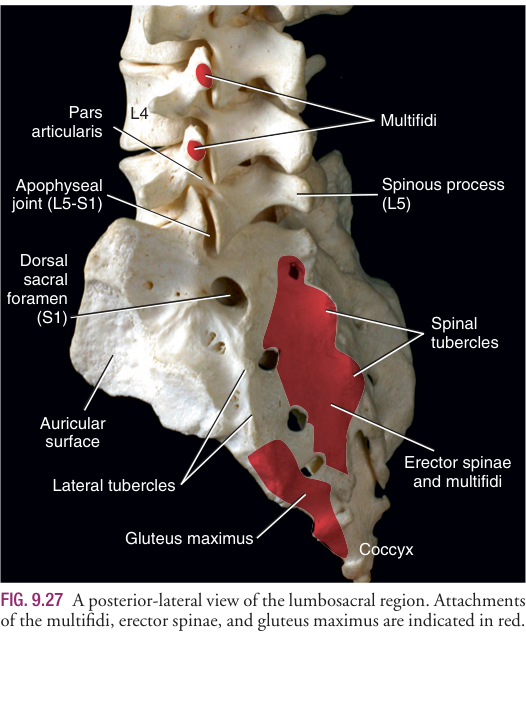 L4
Pars
articularis
Multifidi
Apophyseal
joint (L5-S1)
Spinous process
(L5)
Dorsal
sacral
foramen
(S1)
Spinal
tubercles
Auricular
surface
Erector spinae
and multifidi
Lateral tubercles
Gluteus maximus
Coccyx
FIG. 9.27 A posterior-lateral view of the lumbosacral region. Attachments
of the multifidi, erector spinae, and gluteus maximus are indicated in red.